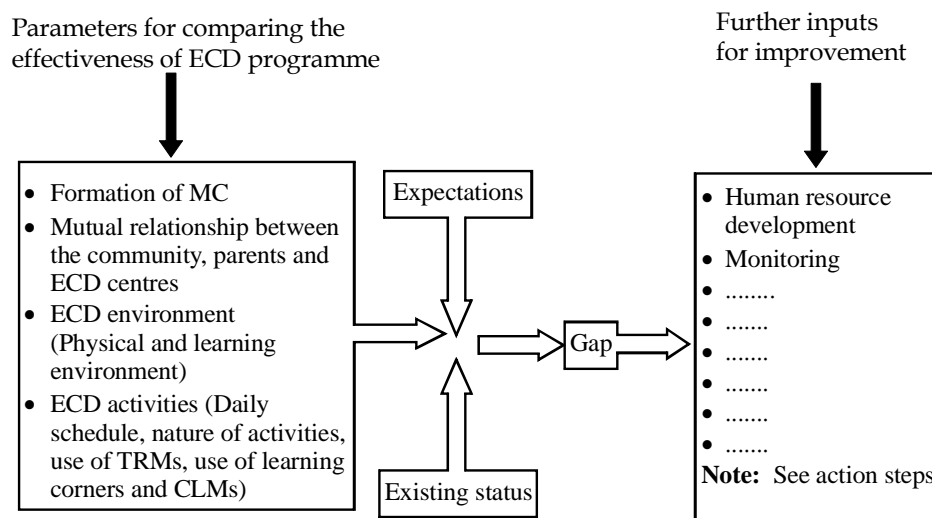 Parameters for comparing the
effectiveness of ECD programme
Further inputs
for improvement
• Formation of MC
• Mutual relationship between
the community, parents and
ECD centres
• ECD environment
(Physical and learning
environment)
• ECD activities (Daily
schedule, nature of activities,
use of TRMs, use of learning
corners and CLMs)
Expectations
Existing status
Gap
• Human resource
development
• Monitoring
• ........
• .......
• .......
• .......
• .......
• .......
Note: See action steps